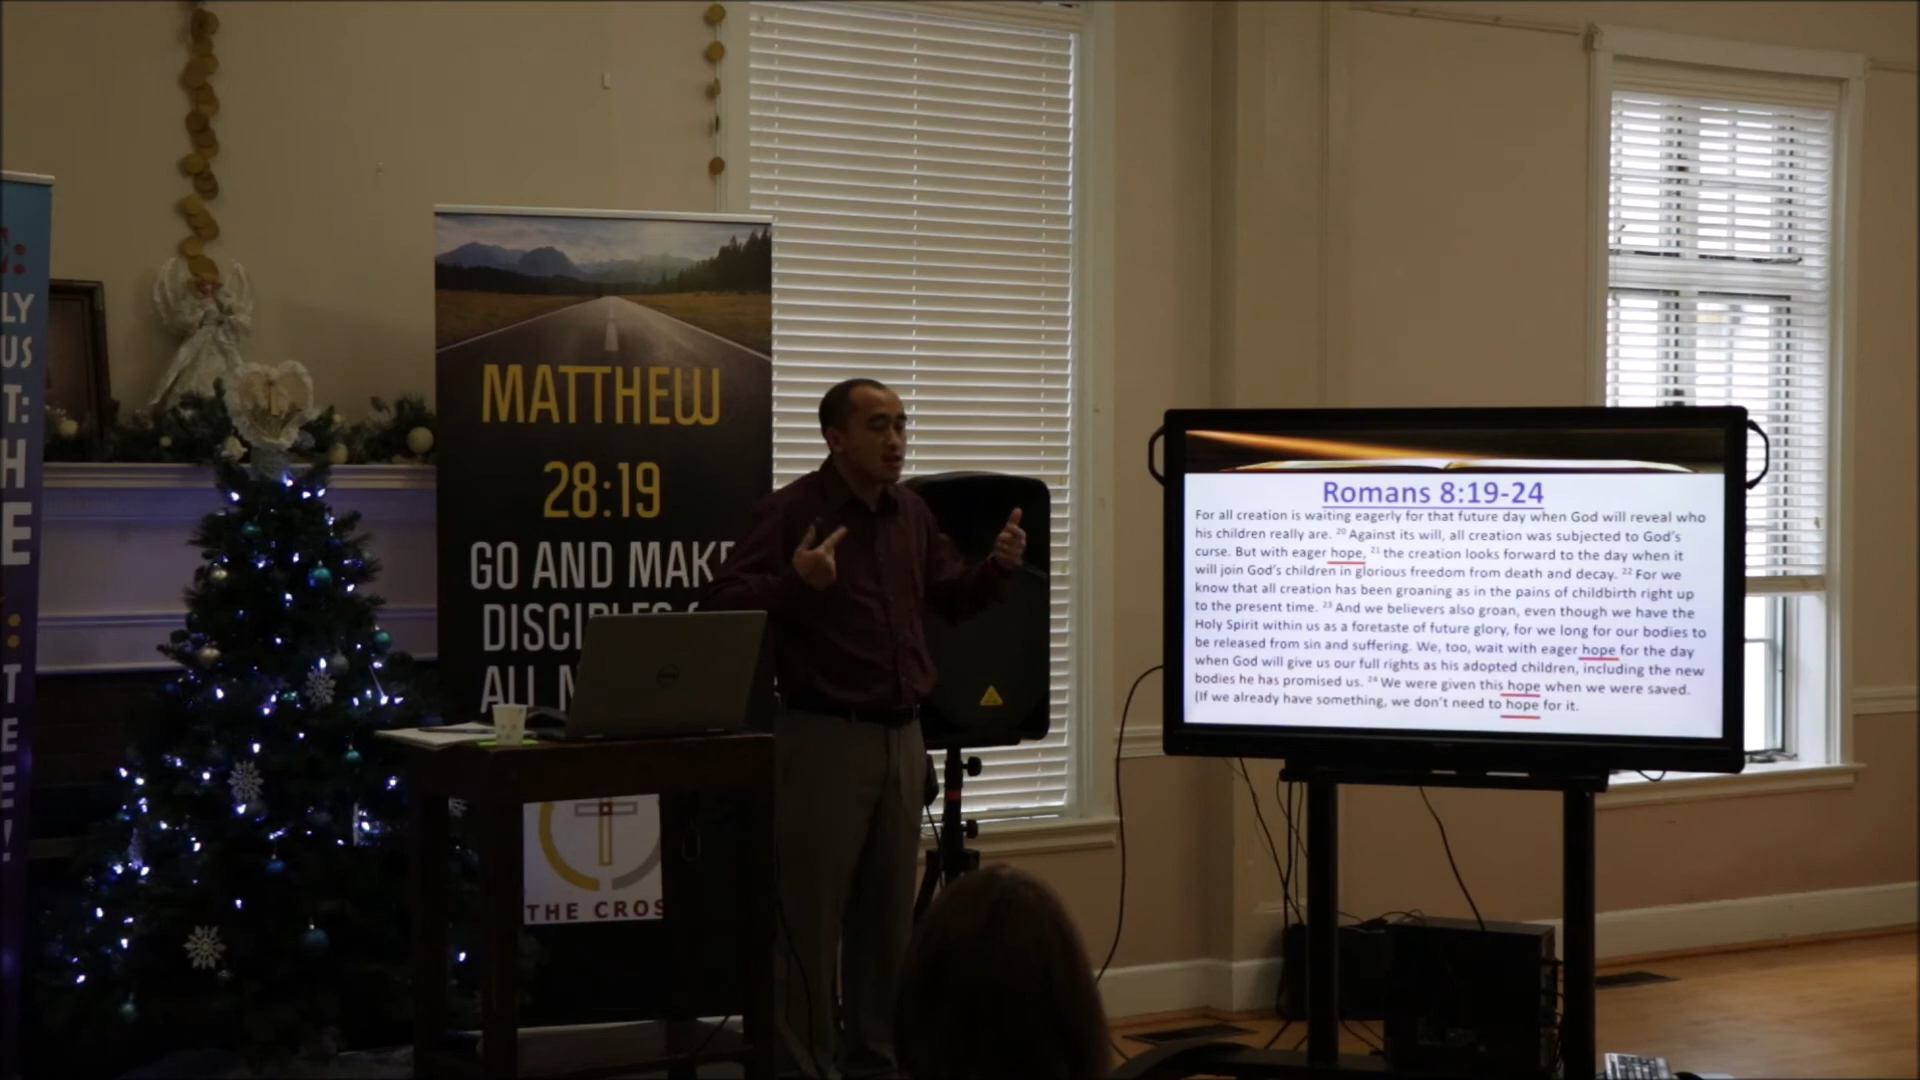 LY
US
T:
H
E
:
T
E
E
!
MATTHEW
28:19
GO AND MAKE
DISCIPLES
ALL
DELL
THE CROS
Romans 8:19-24
For all creation is waiting eagerly for that future day when God will reveal who
his children really are. 20 Against its will, all creation was subjected to God's
curse. But with eager hope, 21 the creation looks forward to the day when it
will join God's children in glorious freedom from death and decay. 22 For we
know that all creation has been groaning as in the pains of childbirth right up
to the present time. 23 And we believers also groan, even though we have the
Holy Spirit within us as a foretaste of future glory, for we long for our bodies to
be released from sin and suffering. We, too, wait with eager hope for the day
when God will give us our full rights as his adopted children, including the new
bodies he has promised us. 24 We were given this hope when we were saved.
(If we already have something, we don't need to hope for it.